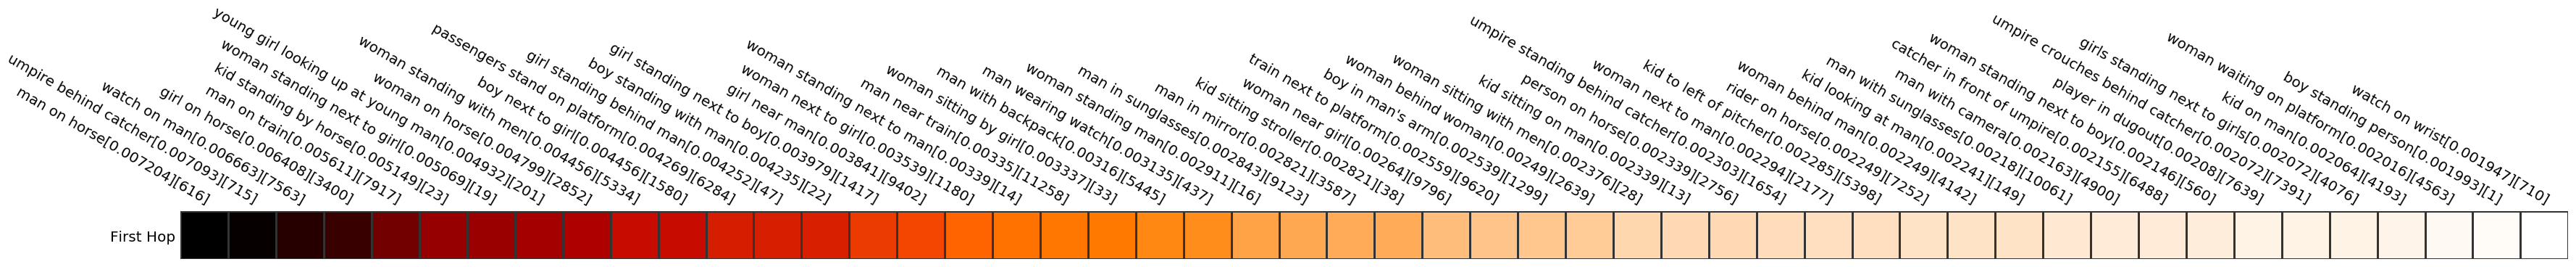 man on horse[0.007204][616]
umpire behind catcher[0.007093][715]
watch on man[0.00663][7563]
girl on horse[0.006408][3400]
man on train[0.005611][7917]
kid standing by horse[0.005149][23]
woman standing next to girl[0.005069][19]
young girl looking up at young man[0.004932][201]
woman on horse[0.004799][2852]
woman standing with men[0.004456][5334]
boy next to girl[0.004456][1580]
passengers stand on platform[0.004269][6284]
girl standing behind man[0.004252][47]
boy standing with man[0.004235][22]
girl standing next to boy[0.003979][1417]
girl near man[0.003841][9402]
woman next to girl[0.003539][1180]
woman standing next to man[0.00339][14]
man near train[0.003353][11258]
woman sitting by girl[0.003337][33]
man with backpack[0.00316][5445]
man wearing watch[0.003135][437]
woman standing man[0.002911][16]
man in sunglasses[0.002843][9123]
man in mirror[0.002821][3587]
kid sitting stroller[0.002821][38]
woman near girl[0.00264][9796]
train next to platform[0.002559][9620]
boy in man's arm[0.002539][1299]
woman behind woman[0.00249][2639]
woman sitting with men[0.002376][28]
kid sitting on man[0.002339][13]
person on horse[0.002339][2756]
umpire standing behind catcher[0.002303][1654]
woman next to man[0.002294][2177]
kid to left of pitcher[0.002285][5398]
rider on horse[0.002249][7252]
woman behind man[0.002249][4142]
kid looking at man[0.002241][149]
man with sunglasses[0.00218][10061]
man with camera[0.002163][4900]
catcher in front of umpire[0.002155][6488]
woman standing next to boy[0.002146][560]
player in dugout[0.00208][7639]
umpire crouches behind catcher[0.002072][7391]
girls standing next to girls[0.002072][4076]
kid on man[0.002064][4193]
woman waiting on platform[0.002016][4563]
boy standing person[0.001993][1]
watch on wrist[0.001947][710]
First Hop